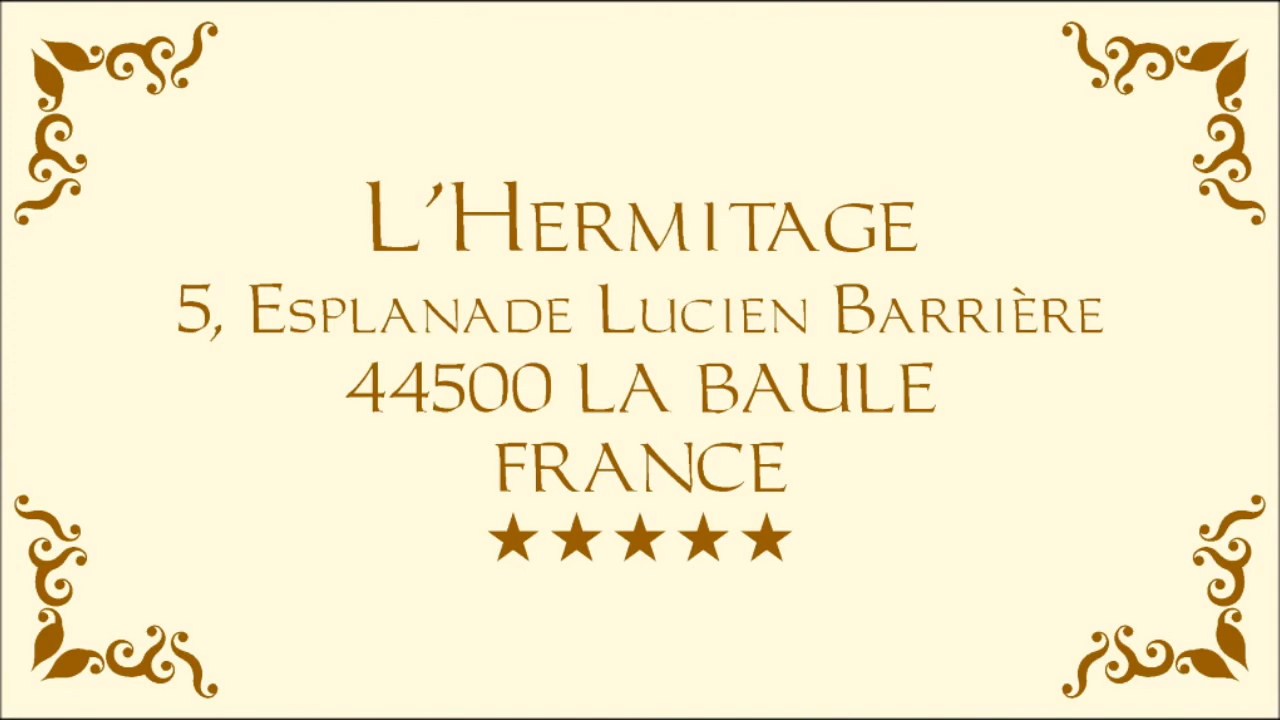 L'Hermitage
5, Esplanade Lucien Barrière
44500 LA BAULE
FRANCE
★★★★★